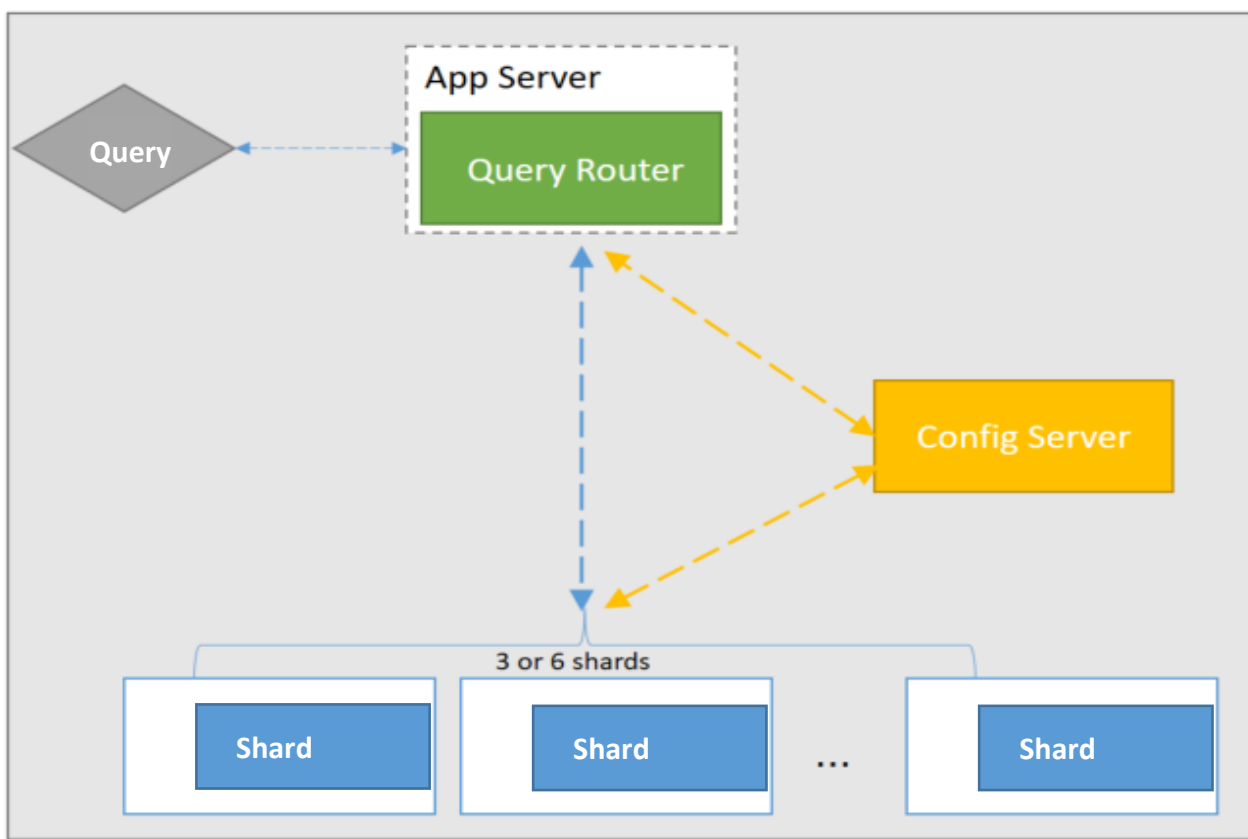 App Server
Query
Query Router
Config Server
3 or 6 shards
Shard
Shard
...
Shard